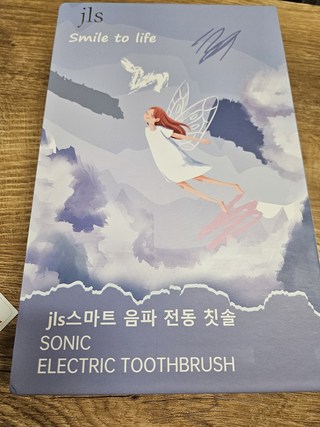 jls
Smile to life
jls스마트 음파 전동 칫솔
SONIC
ELECTRIC TOOTHBRUSH